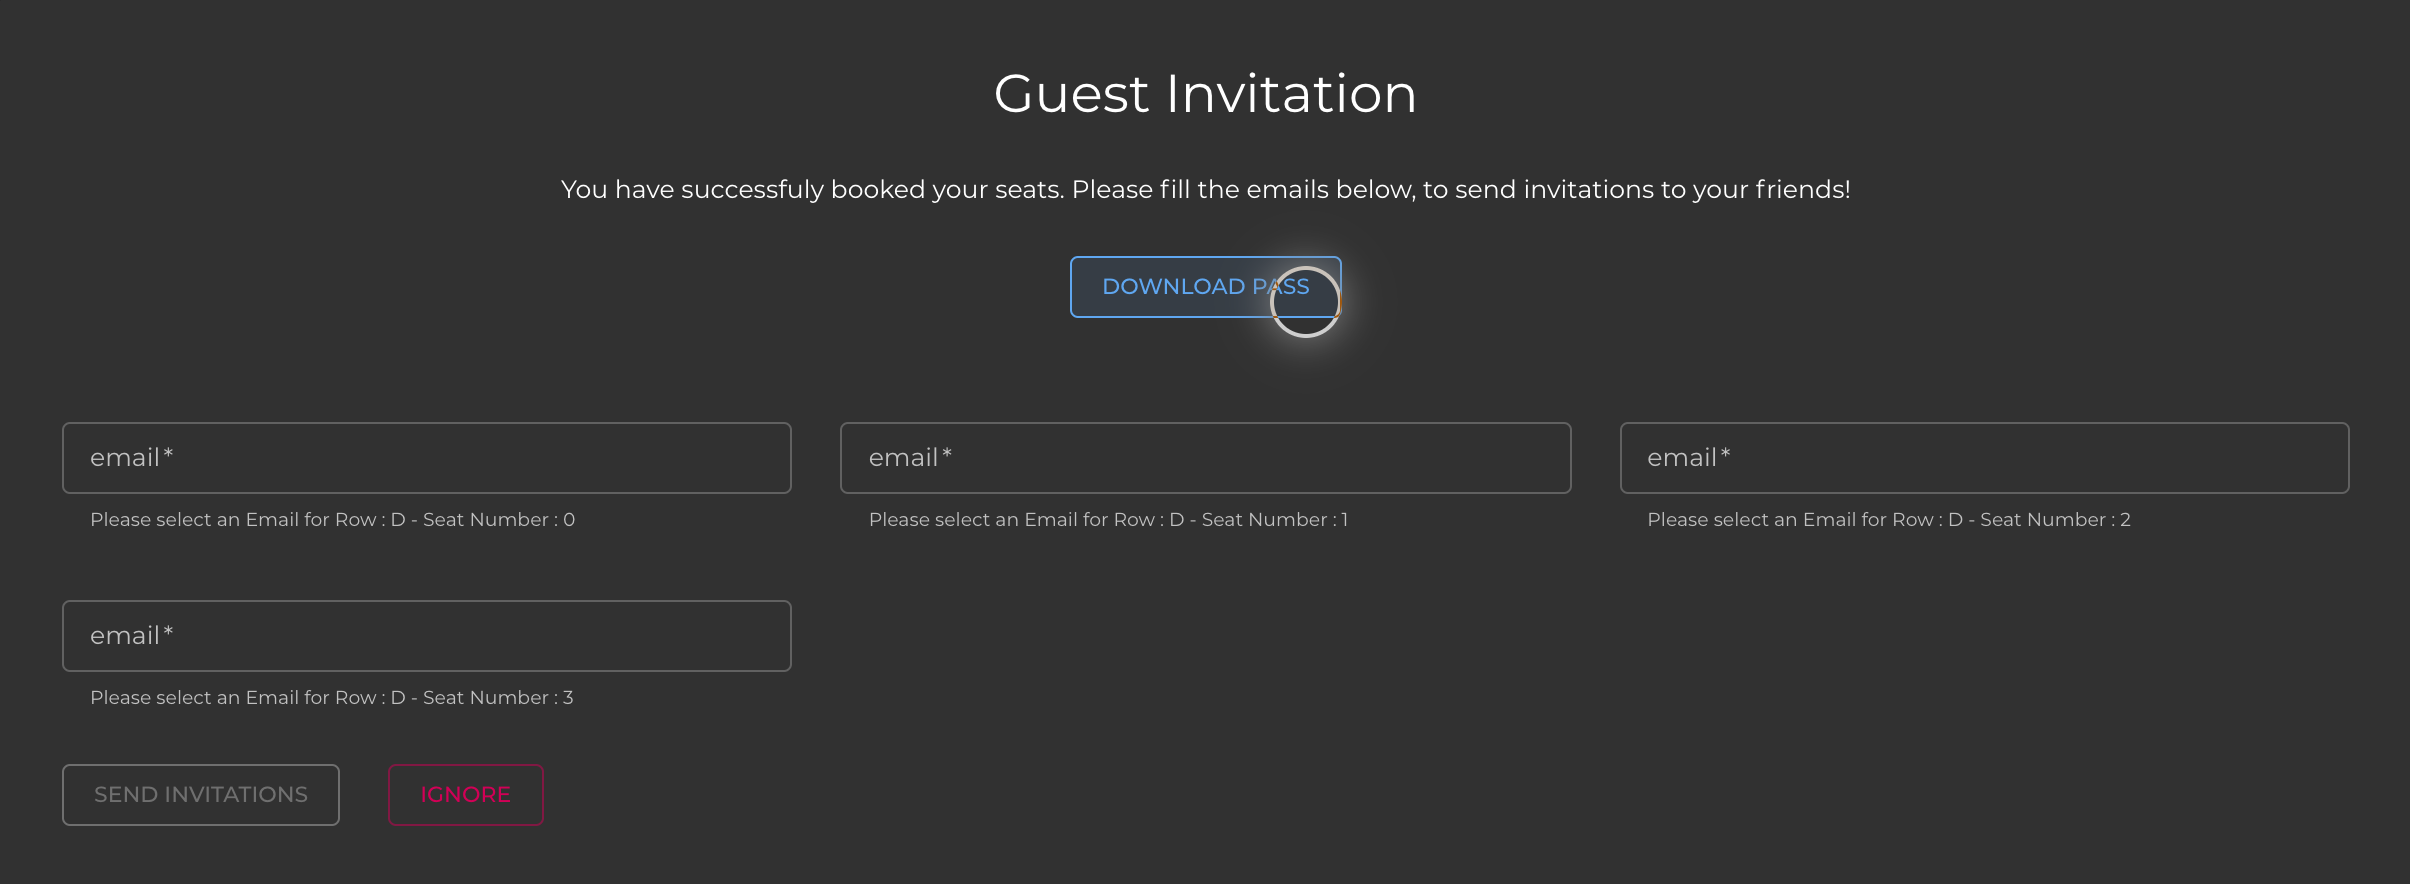 Guest Invitation
You have successfuly booked your seats. Please fill the emails below, to send invitations to your friends!
DOWNLOAD PASS
email*
email*
email*
Please select an Email for Row : D - Seat Number : 0
Please select an Email for Row : D - Seat Number : 1
Please select an Email for Row : D - Seat Number : 2
email*
Please select an Email for Row : D - Seat Number : 3
SEND INVITATIONS
IGNORE